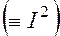 (≡ I²)